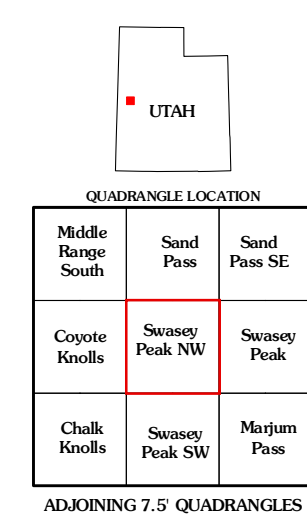 UTAH
QUADRANGLE LOCATION
Middle
Range
South
Sand
Pass
Sand
Pass SE
Coyote
Knolls
Swasey
Peak NW
Swasey
Peak
Chalk
Knolls
Swasey
Peak SW
Marjum
Pass
ADJOINING 7.5' QUADRANGLES